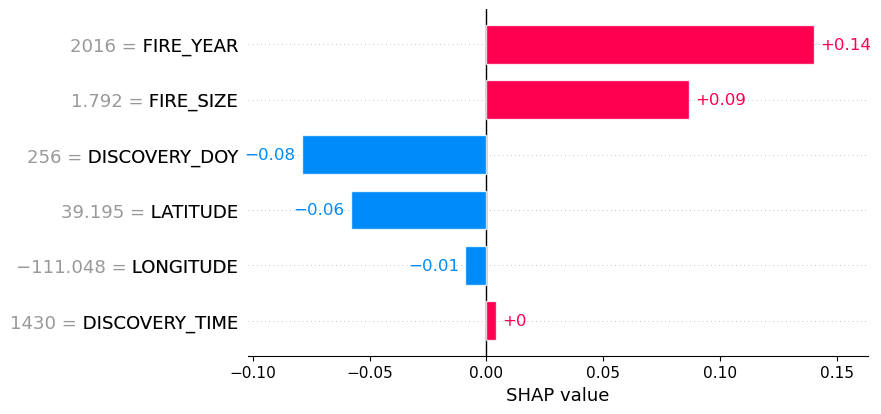 2016 = FIRE_YEAR +0.14
1.792 = FIRE_SIZE +0.09
256 = DISCOVERY_DOY −0.08
39.195 = LATITUDE −0.06
−111.048 = LONGITUDE −0.01
1430 = DISCOVERY_TIME +0
−0.10 −0.05 0.00 0.05 0.10 0.15
SHAP value